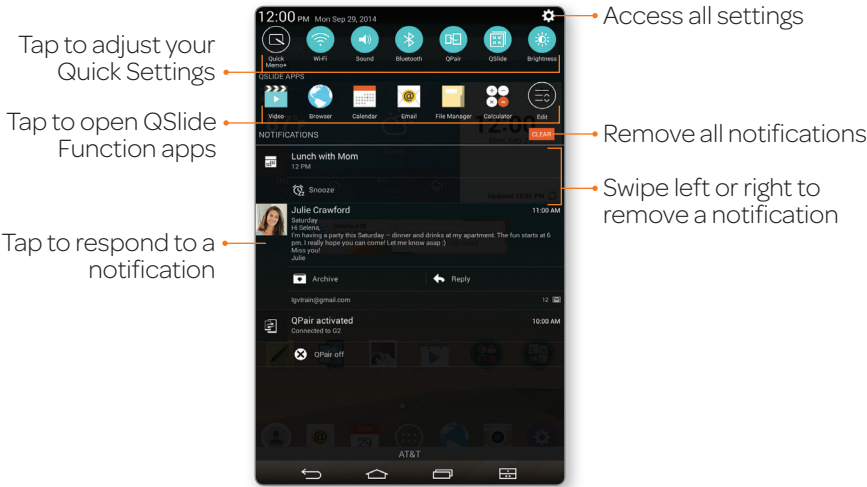 Access all settings
Tap to adjust your
Quick Settings
Tap to open QSlide
Function apps
Tap to respond to a
notification
12:00 PM Mon Sep 29, 2014
Quick
Memo+
Wi-Fi
Sound
Bluetooth
QPair
QSlide
Brightness
QSLIDE APPS
Video
Browser
Calendar
Email
File Manager
Calculator
Edit
NOTIFICATIONS
CLEAR
Lunch with Mom
12 PM
Snooze
Julie Crawford 11:00 AM
Saturday
Hi Selena,
I'm having a party this Saturday – dinner and drinks at my apartment. The fun starts at 6
pm. I really hope you can come! Let me know asap :)
Miss you!
Julie
Archive
Reply
lgvtrain@gmail.com 12
QPair activated 10:00 AM
Connected to G2
QPair off
29
AT&T
Remove all notifications
Swipe left or right to
remove a notification